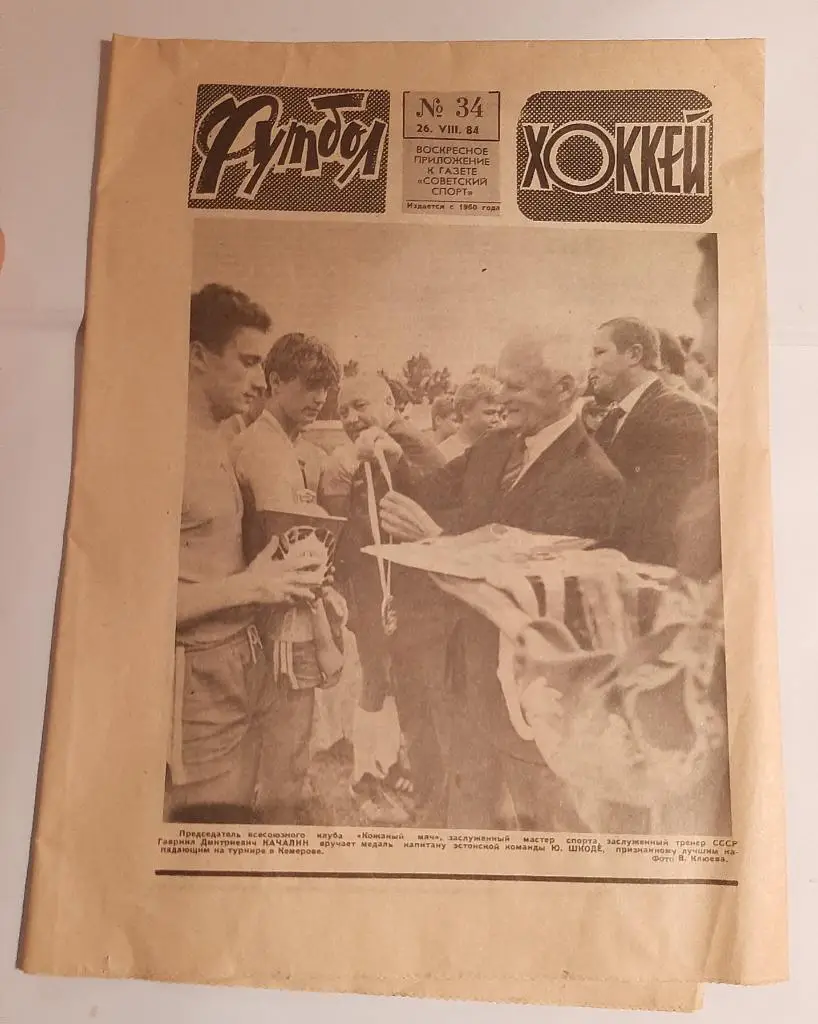 Футбол
№ 34
26. VIII. 84
ВОСКРЕСНОЕ
ПРИЛОЖЕНИЕ
К ГАЗЕТЕ
«СОВЕТСКИЙ
СПОРТ»
Издается с 1960 года
ХОККЕЙ
Председатель всесоюзного клуба «Кожаный мяч», заслуженный мастер спорта, заслуженный тренер СССР
Гавриил Дмитриевич КАЧАЛИН вручает медаль капитану эстонской команды Ю. ШКОДЕ, признанному лучшим на-
падающим на турнире в Кемерове.
Фото В. Клюева.